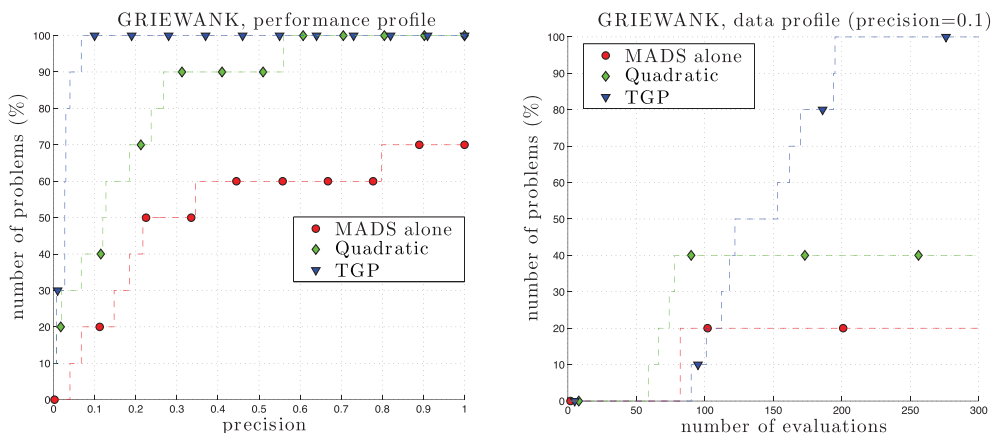 GRIEWANK, performance profile
100
90
80
70
60
50
40
30
20
10
0
number of problems (%)
MADS alone
Quadratic
TGP
0 0.1 0.2 0.3 0.4 0.5 0.6 0.7 0.8 0.9 1
precision
GRIEWANK, data profile (precision=0.1)
100
90
80
70
60
50
40
30
20
10
0
number of problems (%)
MADS alone
Quadratic
TGP
0 50 100 150 200 250 300
number of evaluations